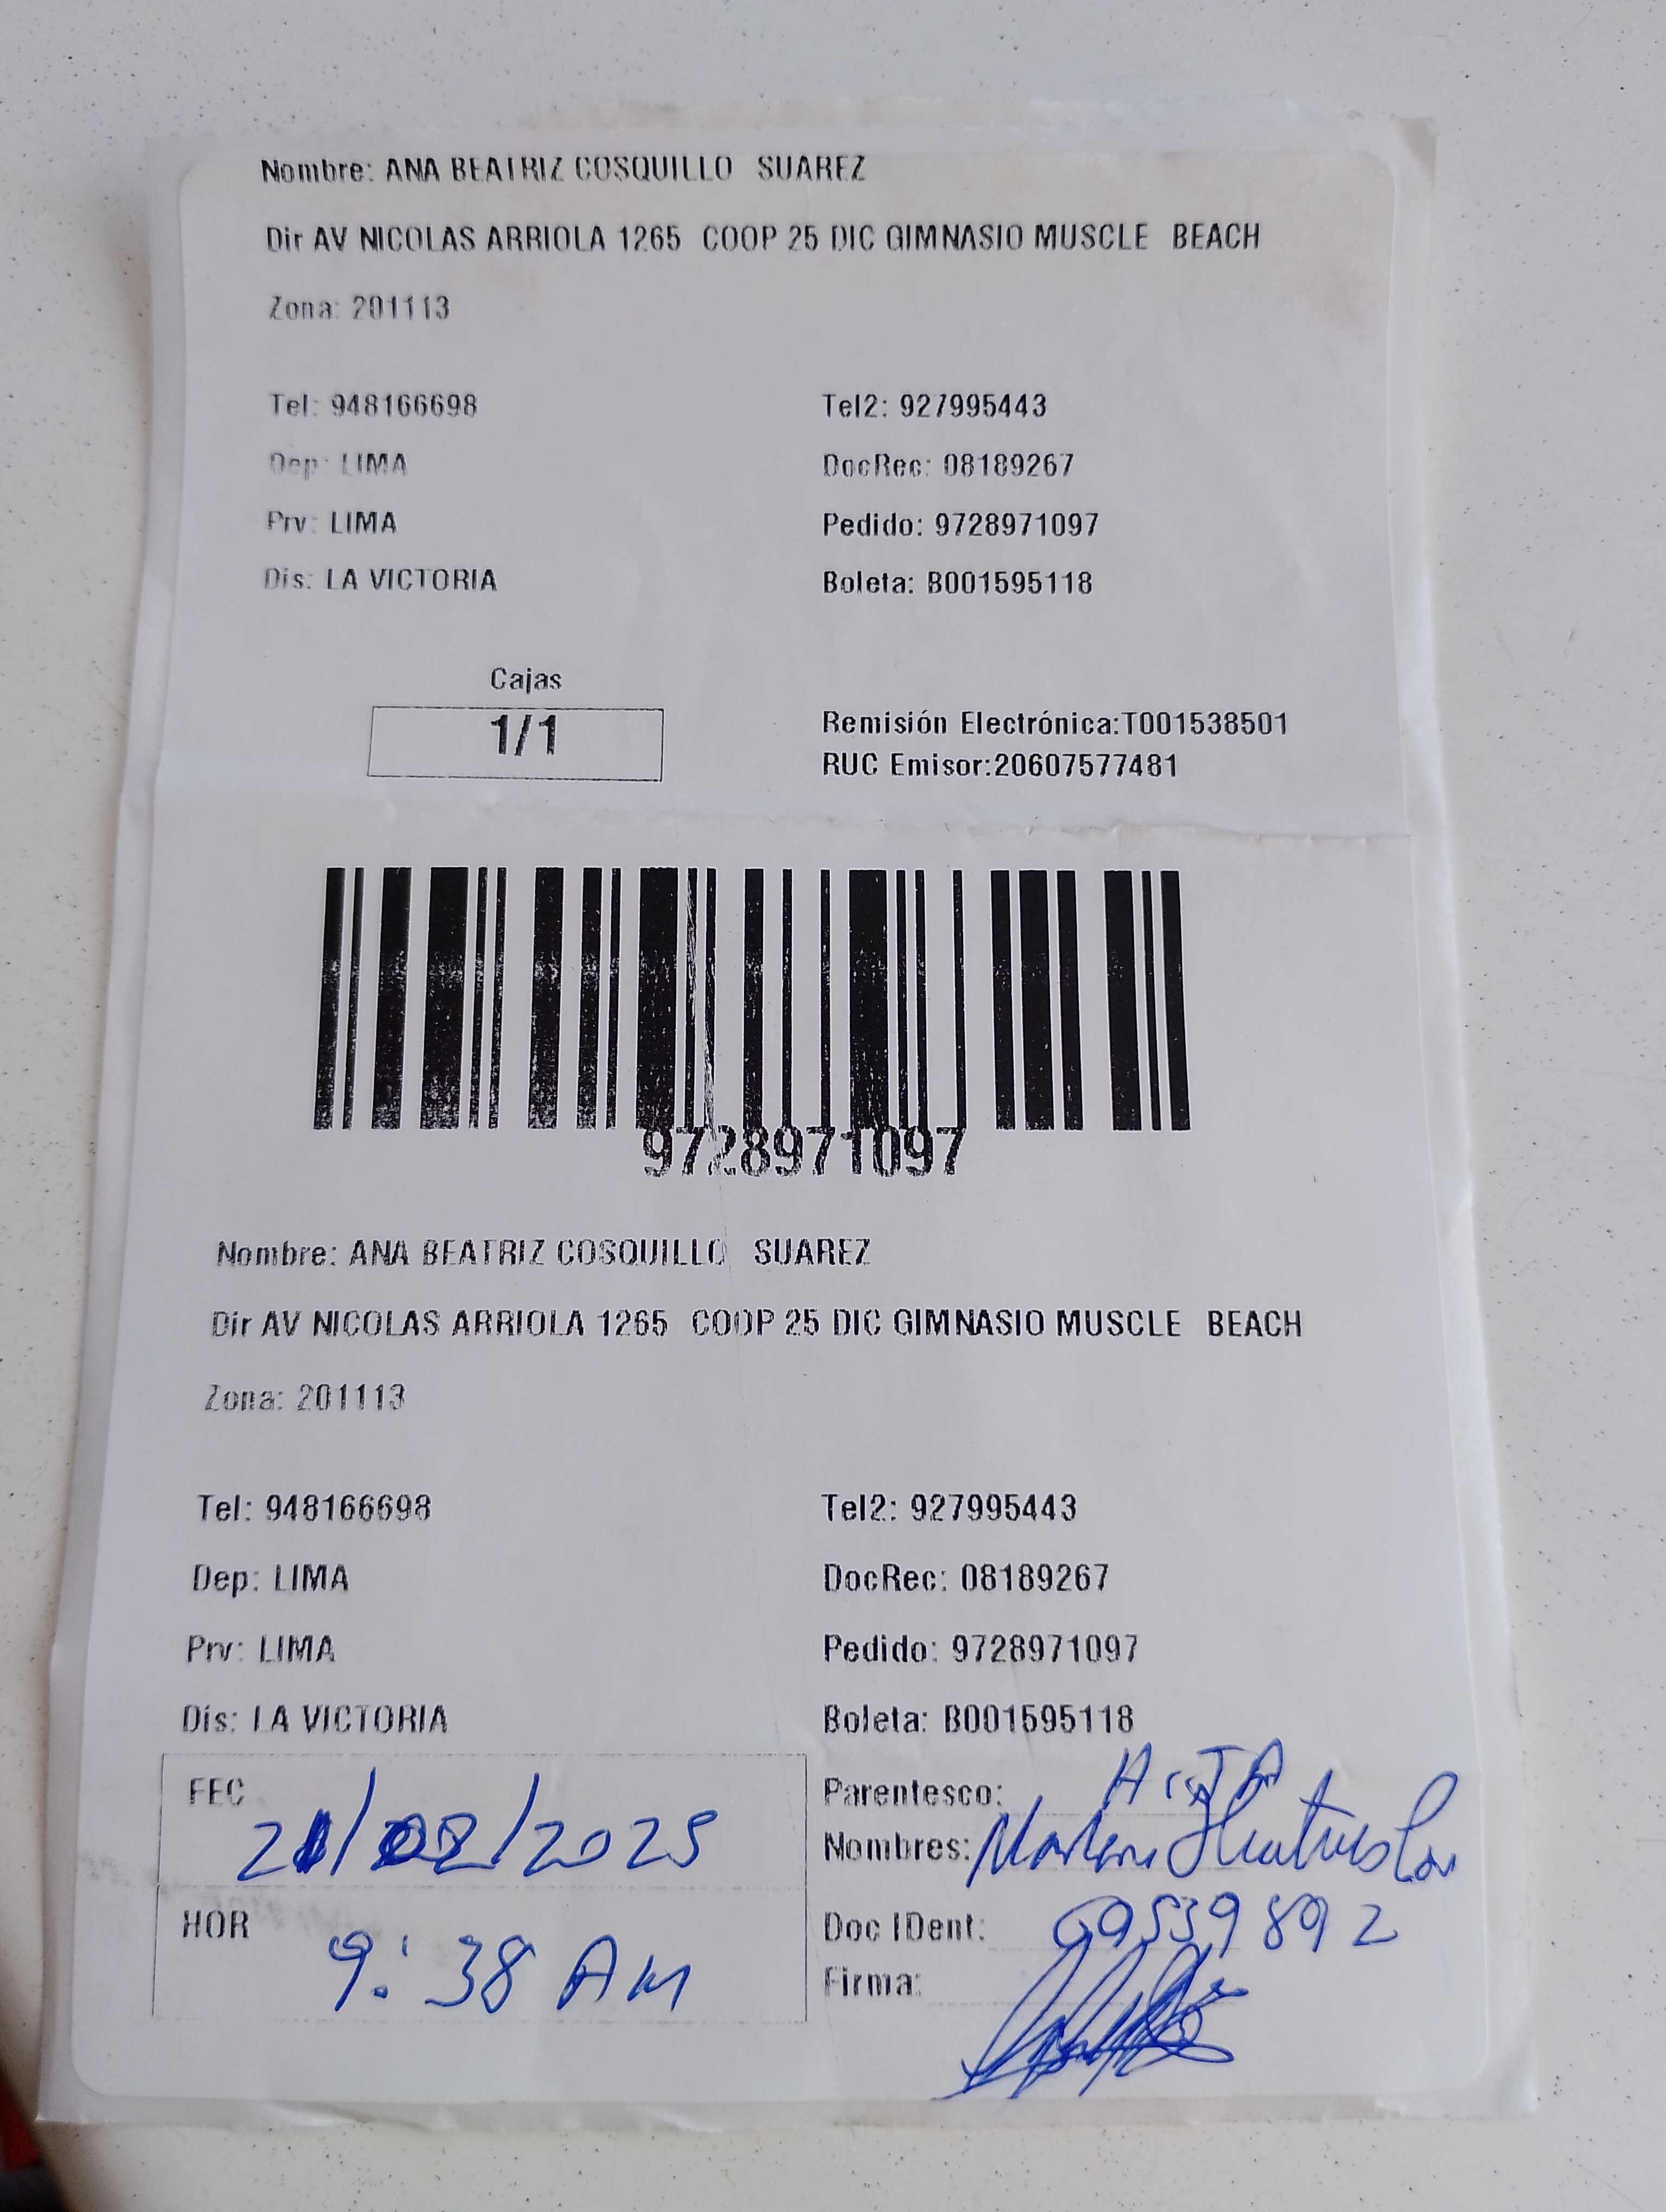 Nombre: ANA BEATRIZ COSQUILLO SUAREZ
Dir AV NICOLAS ARRIOLA 1265 COOP 25 DIC GIMNASIO MUSCLE BEACH
Zona: 201113
Tel: 948166698 Tel2: 927995443
Dep: LIMA DocRec: 08189267
Prv: LIMA Pedido: 9728971097
Dis: LA VICTORIA Boleta: B001595118
Cajas
1/1
Remisión Electrónica:T001538501
RUC Emisor:20607577481
9728971097
Nombre: ANA BEATRIZ COSQUILLO SUAREZ
Dir AV NICOLAS ARRIOLA 1265 COOP 25 DIC GIMNASIO MUSCLE BEACH
Zona: 201113
Tel: 948166698 Tel2: 927995443
Dep: LIMA DocRec: 08189267
Prv: LIMA Pedido: 9728971097
Dis: LA VICTORIA Boleta: B001595118
FEC 21/02/2025
Parentesco:
Nombres:
HOR 9:38 AM
Doc IDent: 09539892
Firma: